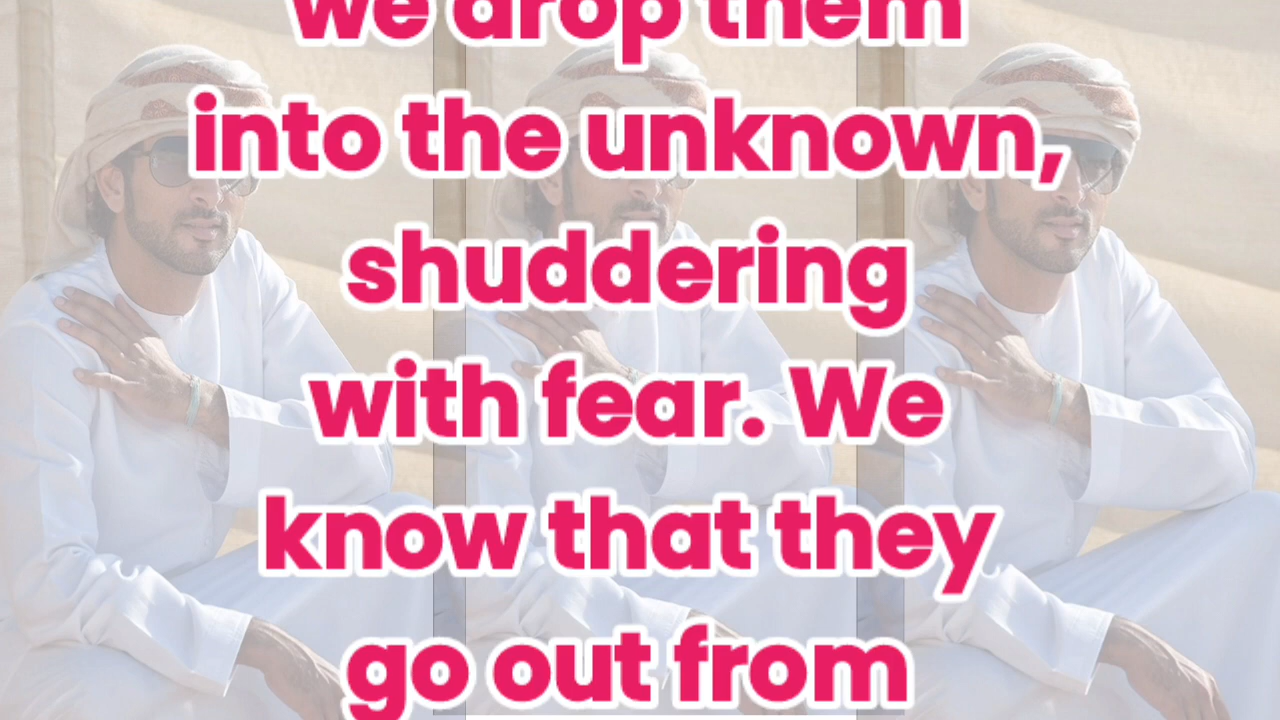 we drop them
into the unknown,
shuddering
with fear. We
know that they
go out from